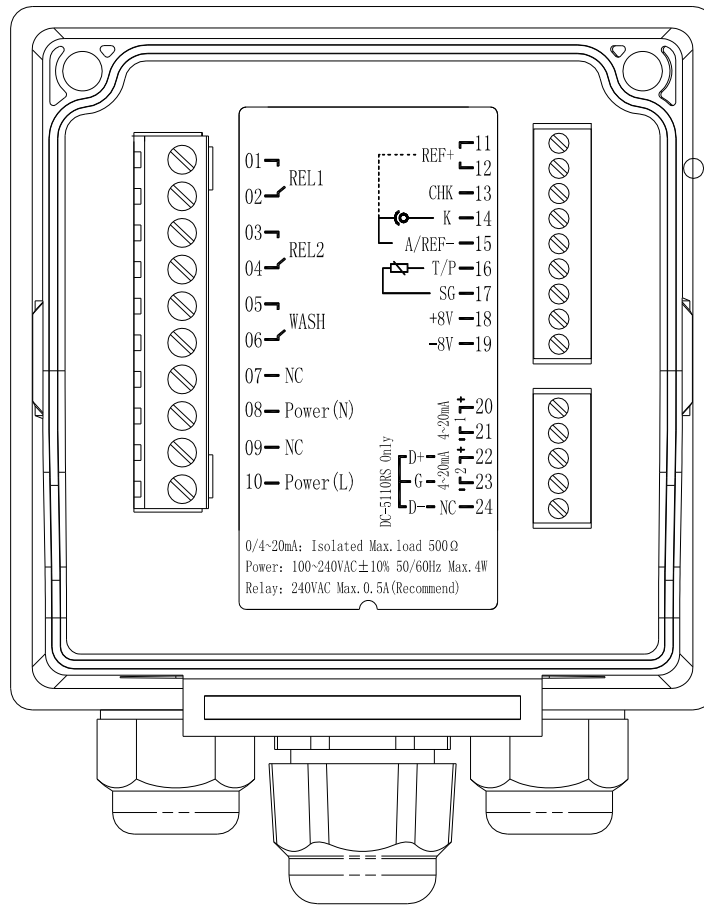 01
REL1
02
03
REL2
04
05
WASH
06
07 NC
08 Power(N)
09 NC
10 Power(L)
REF+ 11
12
CHK 13
K 14
A/REF- 15
T/P 16
SG 17
+8V 18
-8V 19
4~20mA 1 + 20
- 21
DC-5110RS Only
D+ 4~20mA 2 + 22
G - 23
D- NC 24
0/4~20mA: Isolated Max.load 500Ω
Power: 100~240VAC±10% 50/60Hz Max.4W
Relay: 240VAC Max.0.5A(Recommend)